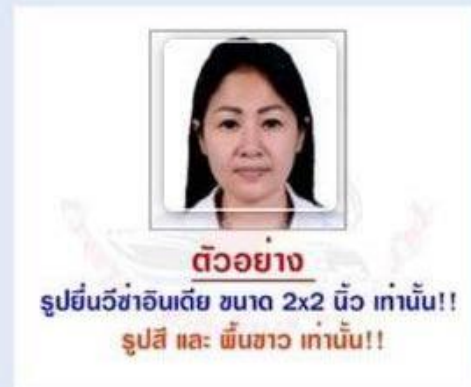 ตัวอย่าง
รูปยื่นวีซ่าอินเดีย ขนาด 2x2 นิ้ว เท่านั้น!!
รูปสี และ พื้นขาว เท่านั้น!!